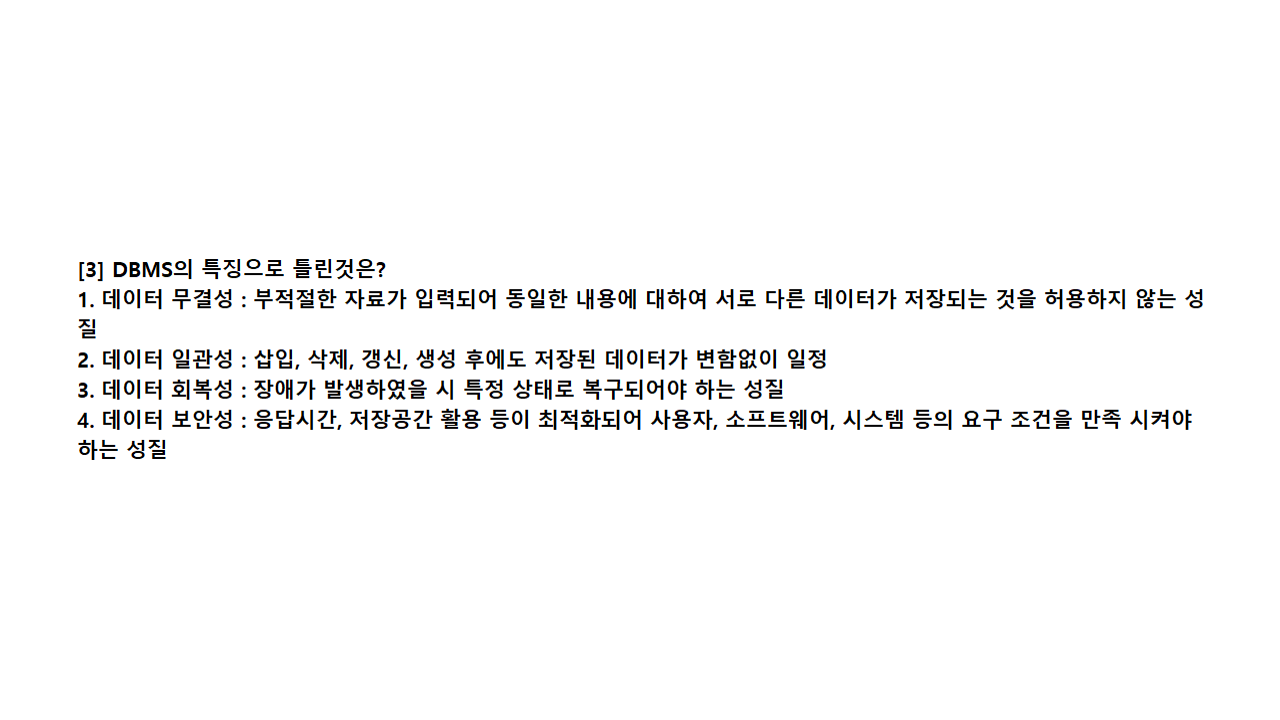 [3] DBMS의 특징으로 틀린것은?
1. 데이터 무결성 : 부적절한 자료가 입력되어 동일한 내용에 대하여 서로 다른 데이터가 저장되는 것을 허용하지 않는 성
질
2. 데이터 일관성 : 삽입, 삭제, 갱신, 생성 후에도 저장된 데이터가 변함없이 일정
3. 데이터 회복성 : 장애가 발생하였을 시 특정 상태로 복구되어야 하는 성질
4. 데이터 보안성 : 응답시간, 저장공간 활용 등이 최적화되어 사용자, 소프트웨어, 시스템 등의 요구 조건을 만족 시켜야
하는 성질